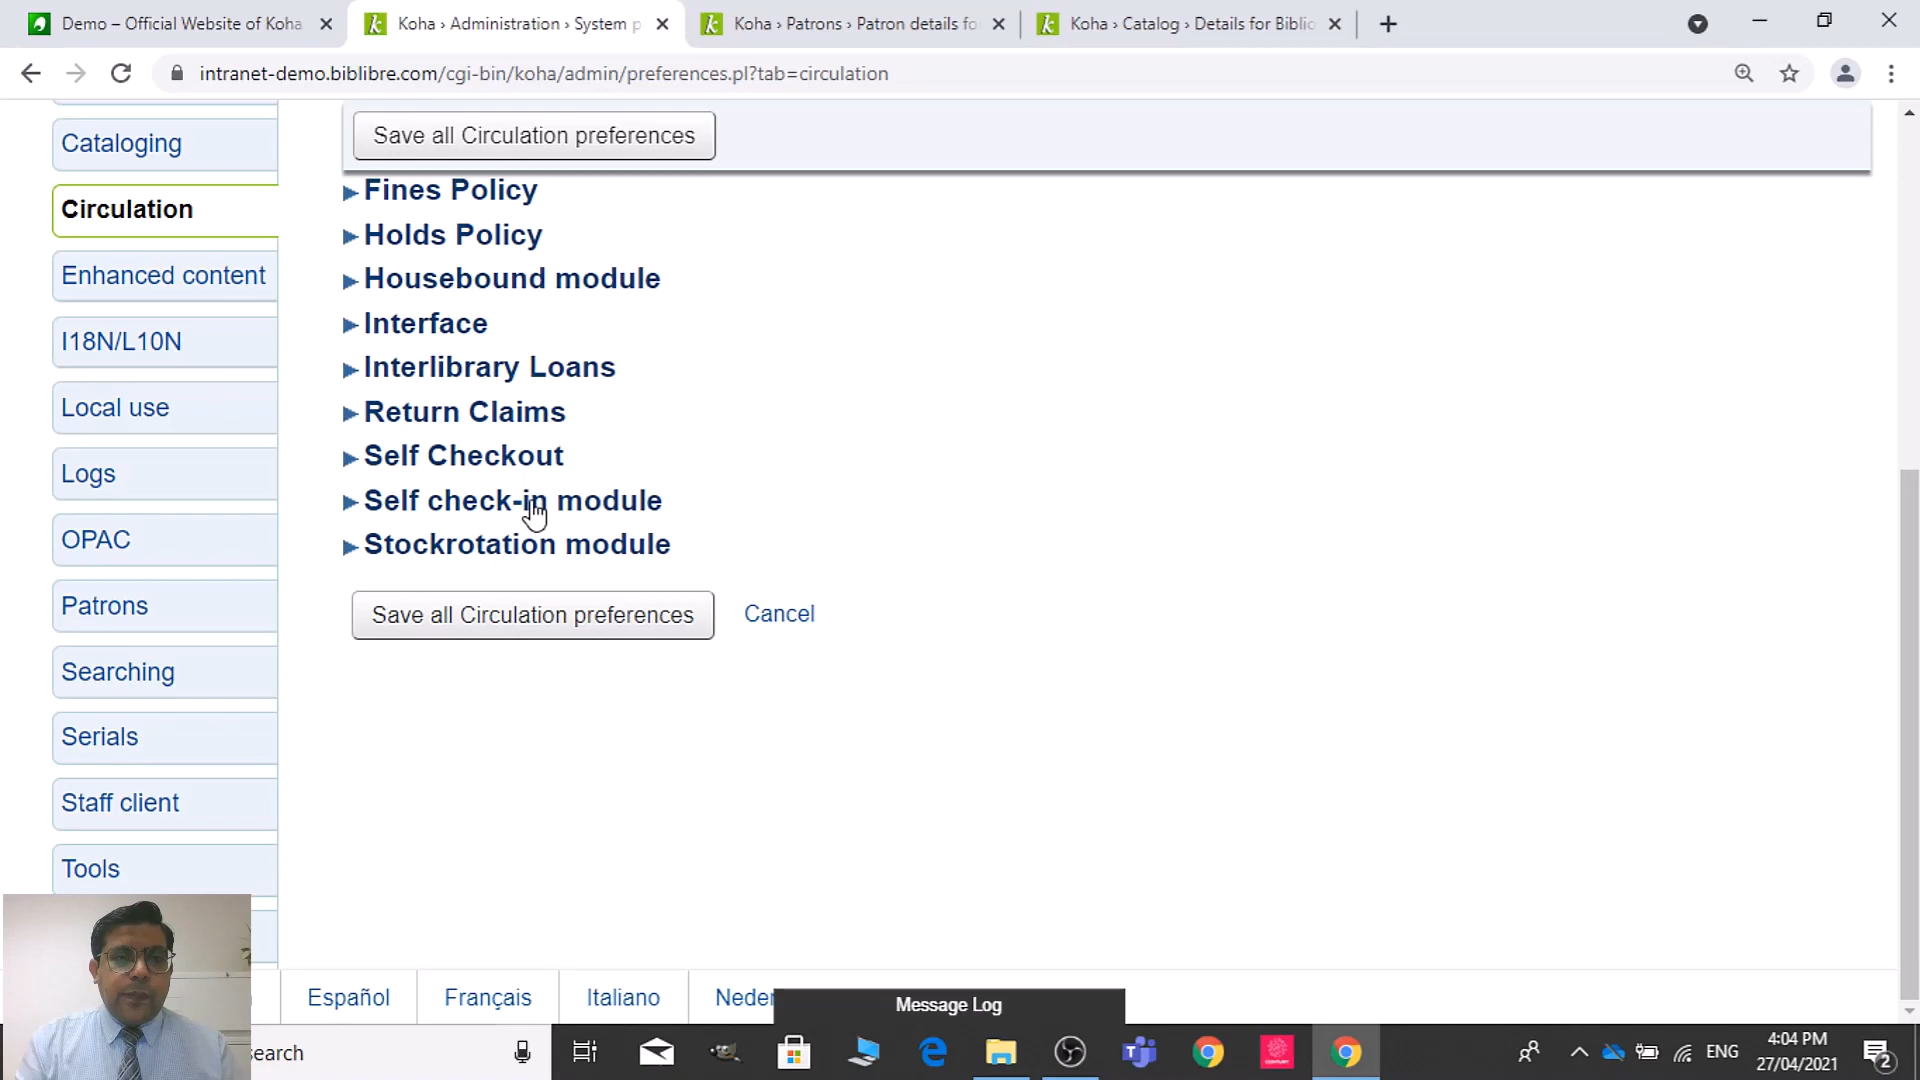 Demo – Official Website of Koha
Koha › Administration › System p
Koha › Patrons › Patron details fo
Koha › Catalog › Details for Biblio
intranet-demo.biblibre.com/cgi-bin/koha/admin/preferences.pl?tab=circulation
Cataloging
Circulation
Enhanced content
I18N/L10N
Local use
Logs
OPAC
Patrons
Searching
Serials
Staff client
Tools
Save all Circulation preferences
Fines Policy
Holds Policy
Housebound module
Interface
Interlibrary Loans
Return Claims
Self Checkout
Self check-in module
Stockrotation module
Save all Circulation preferences
Cancel
Español
Français
Italiano
Neder
Message Log
search
ENG
4:04 PM
27/04/2021
2